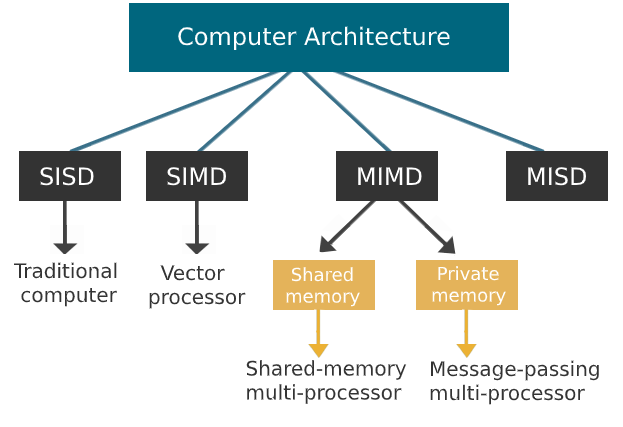 Computer Architecture
SISD
SIMD
MIMD
MISD
Traditional
computer
Vector
processor
Shared
memory
Private
memory
Shared-memory
multi-processor
Message-passing
multi-processor